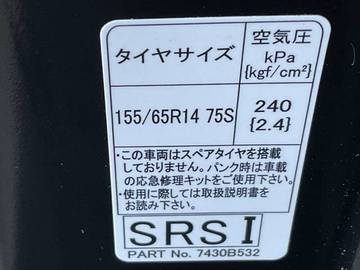 タイヤサイズ 空気圧
kPa
{kgf/cm²}
155/65R14 75S 240
{2.4}
•この車両はスペアタイヤを搭載
しておりません。パンク時は車載
の応急修理キットをご使用ください。
•使用に際しては取扱説明書を
お読み下さい。
SRS I
PART No. 7430B532